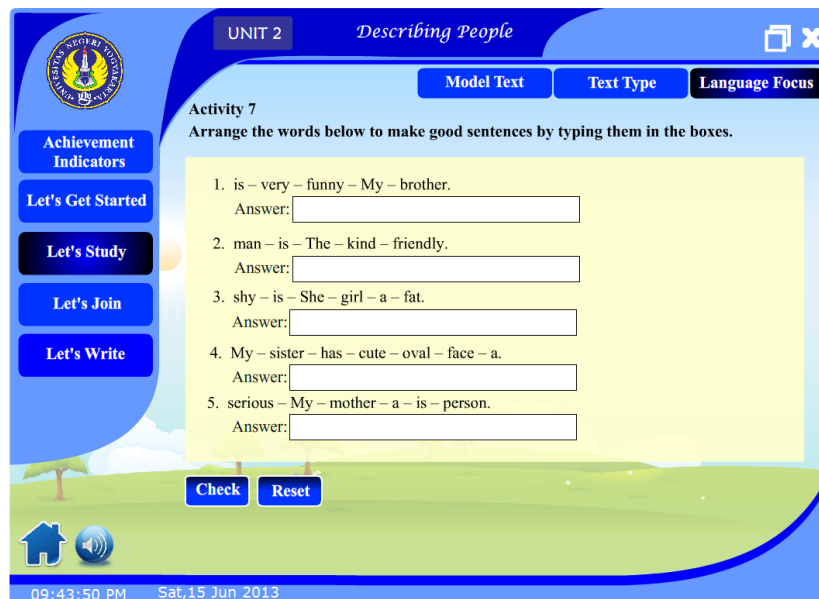 UNIT 2
Describing People
Model Text
Text Type
Language Focus
UNIVERSITAS NEGERI YOGYAKARTA
Achievement
Indicators
Let's Get Started
Let's Study
Let's Join
Let's Write
Activity 7
Arrange the words below to make good sentences by typing them in the boxes.
1. is – very – funny – My – brother.
Answer:
2. man – is – The – kind – friendly.
Answer:
3. shy – is – She – girl – a – fat.
Answer:
4. My – sister – has – cute – oval – face – a.
Answer:
5. serious – My – mother – a – is – person.
Answer:
Check
Reset
09:43:50 PM
Sat,15 Jun 2013